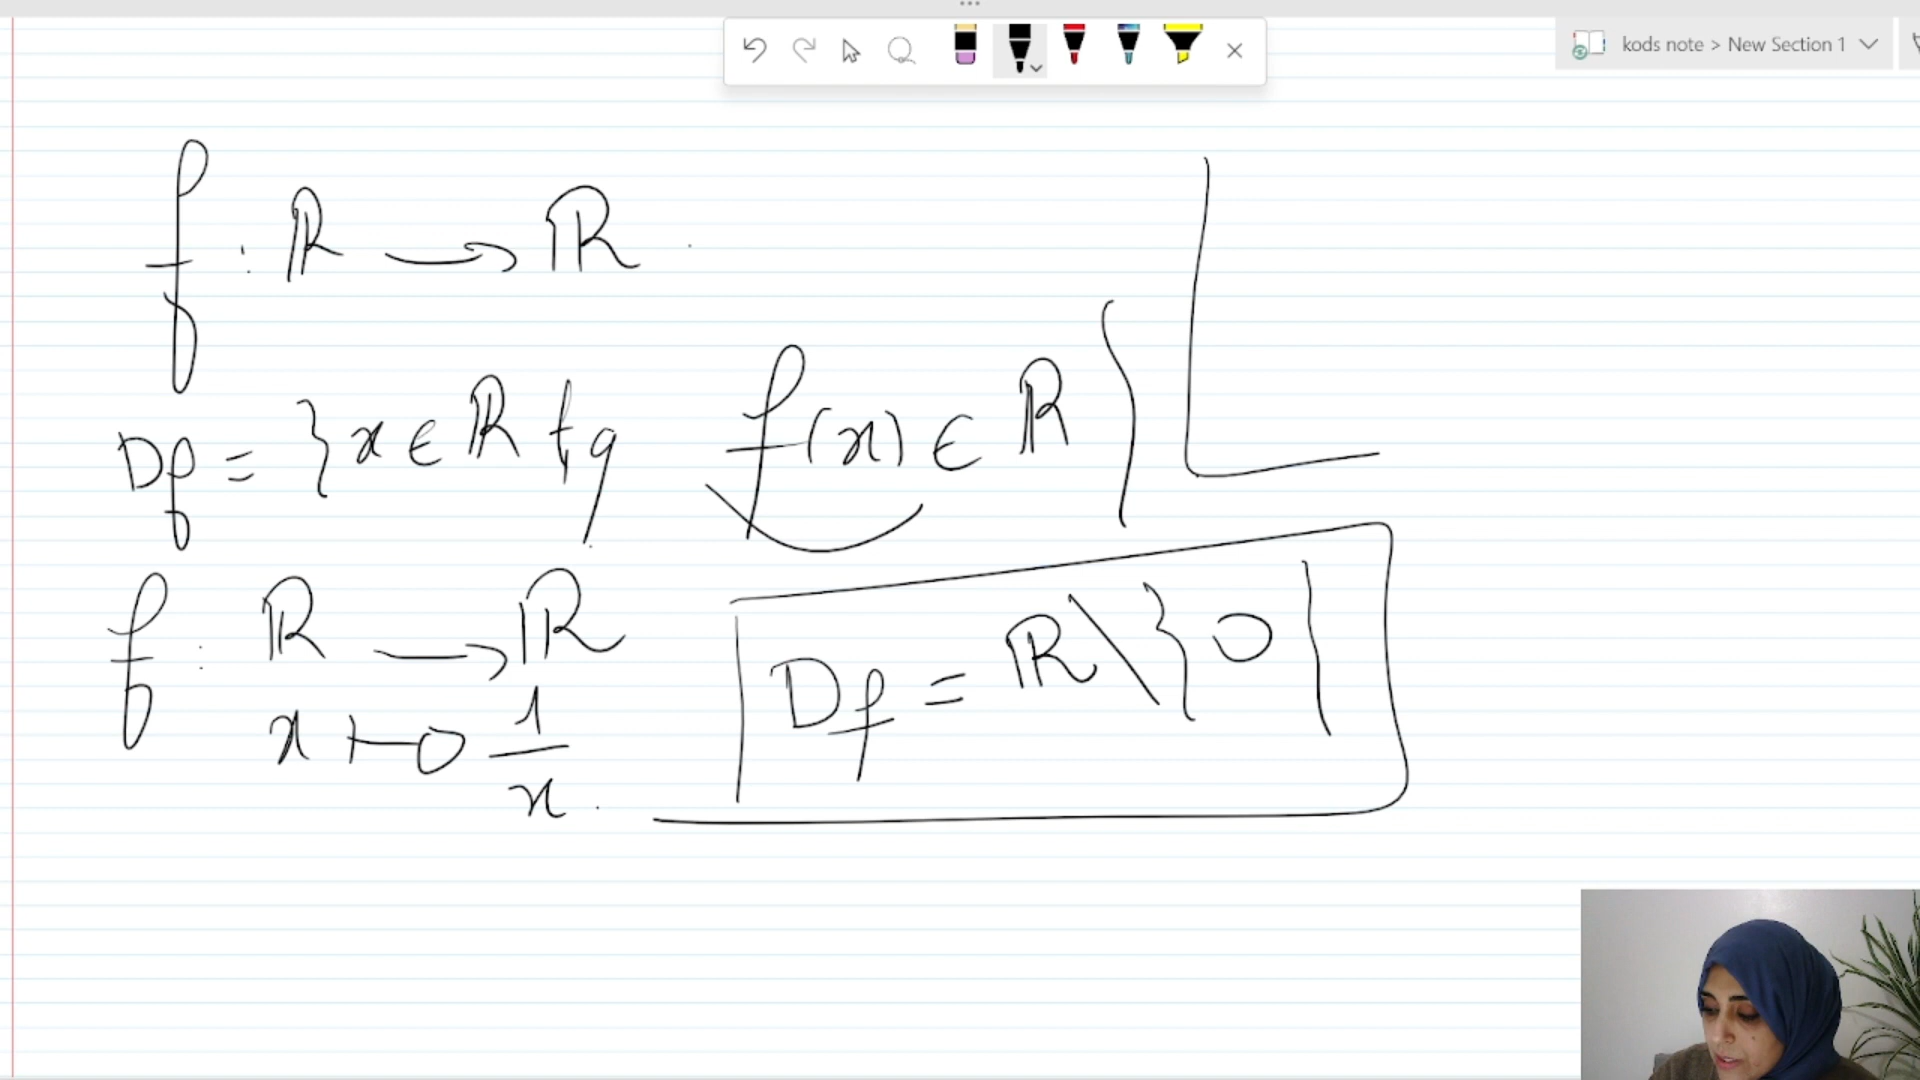 kods note > New Section 1
f : ℝ → ℝ
Df = {x ∈ ℝ tq f(x) ∈ ℝ}
f : ℝ → ℝ
x ↦ 1/x
Df = ℝ \ {0}